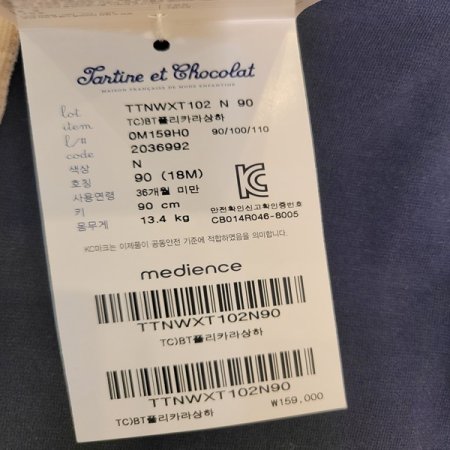 Tartine et Chocolat
MAISON FRANÇAISE DE MODE ENFANTINE
lot TTNWXT102 N 90
item TC)BT플리카라상하
l/# 0M159H0 90/100/110
code 2036992
색상 N
호칭 90 (18M)
사용연령 36개월 미만
키 90 cm
몸무게 13.4 kg
안전확인신고확인증번호
CB014R046-8005
KC마크는 이제품이 공통안전 기준에 적합하였음을 의미합니다.
medience
TTNWXT102N90
TC)BT플리카라상하
TTNWXT102N90
TC)BT플리카라상하 ₩159,000